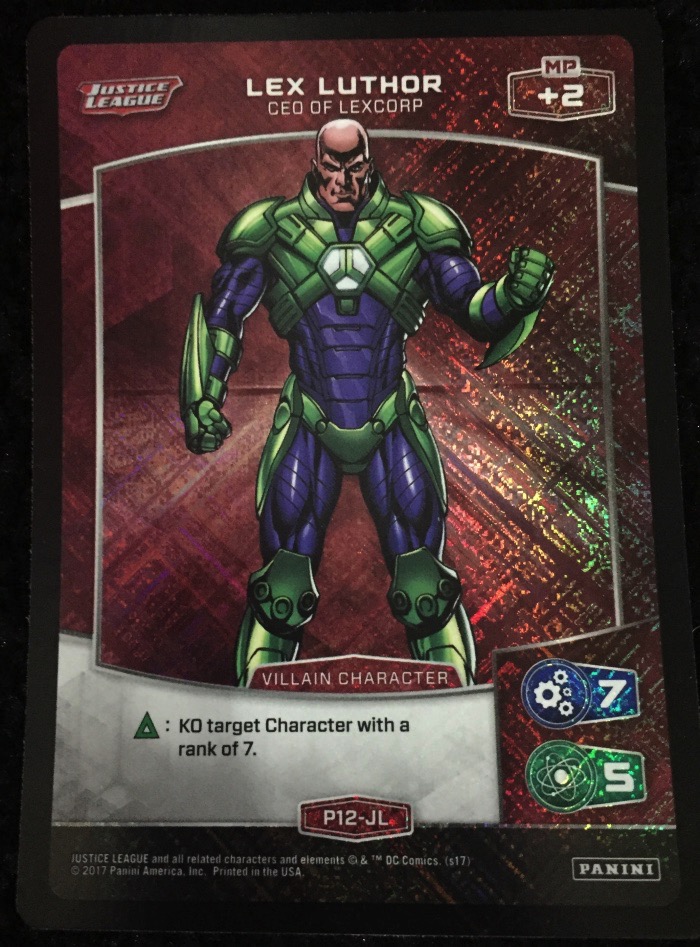 JUSTICE
LEAGUE
LEX LUTHOR
CEO OF LEXCORP
MP
+2
VILLAIN CHARACTER
: KO target Character with a
rank of 7.
7
5
P12-JL
JUSTICE LEAGUE and all related characters and elements © & ™ DC Comics. (s17)
© 2017 Panini America, Inc. Printed in the USA.
PANINI